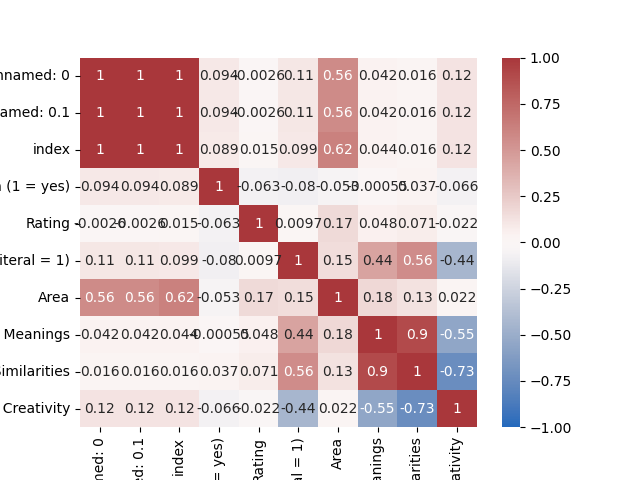 nnamed: 0 1 1 1 0.094 0.0026 0.11 0.56 0.042 0.016 0.12
amed: 0.1 1 1 1 0.094 0.0026 0.11 0.56 0.042 0.016 0.12
index 1 1 1 0.089 0.015 0.099 0.62 0.044 0.016 0.12
(1 = yes) 0.094 0.094 0.089 1 -0.063 -0.08 -0.053 -0.00055 0.037 -0.066
Rating 0.0026 0.0026 0.015 -0.063 1 0.0097 0.17 0.048 0.071 -0.022
iteral = 1) 0.11 0.11 0.099 -0.08 0.0097 1 0.15 0.44 0.56 -0.44
Area 0.56 0.56 0.62 -0.053 0.17 0.15 1 0.18 0.13 0.022
Meanings 0.042 0.042 0.044 -0.00055 0.048 0.44 0.18 1 0.9 -0.55
Similarities 0.016 0.016 0.016 0.037 0.071 0.56 0.13 0.9 1 -0.73
Creativity 0.12 0.12 0.12 -0.066 -0.022 -0.44 0.022 -0.55 -0.73 1
med: 0
ed: 0.1
index
= yes)
Rating
al = 1)
Area
anings
arities
ativity
1.00
0.75
0.50
0.25
0.00
−0.25
−0.50
−0.75
−1.00